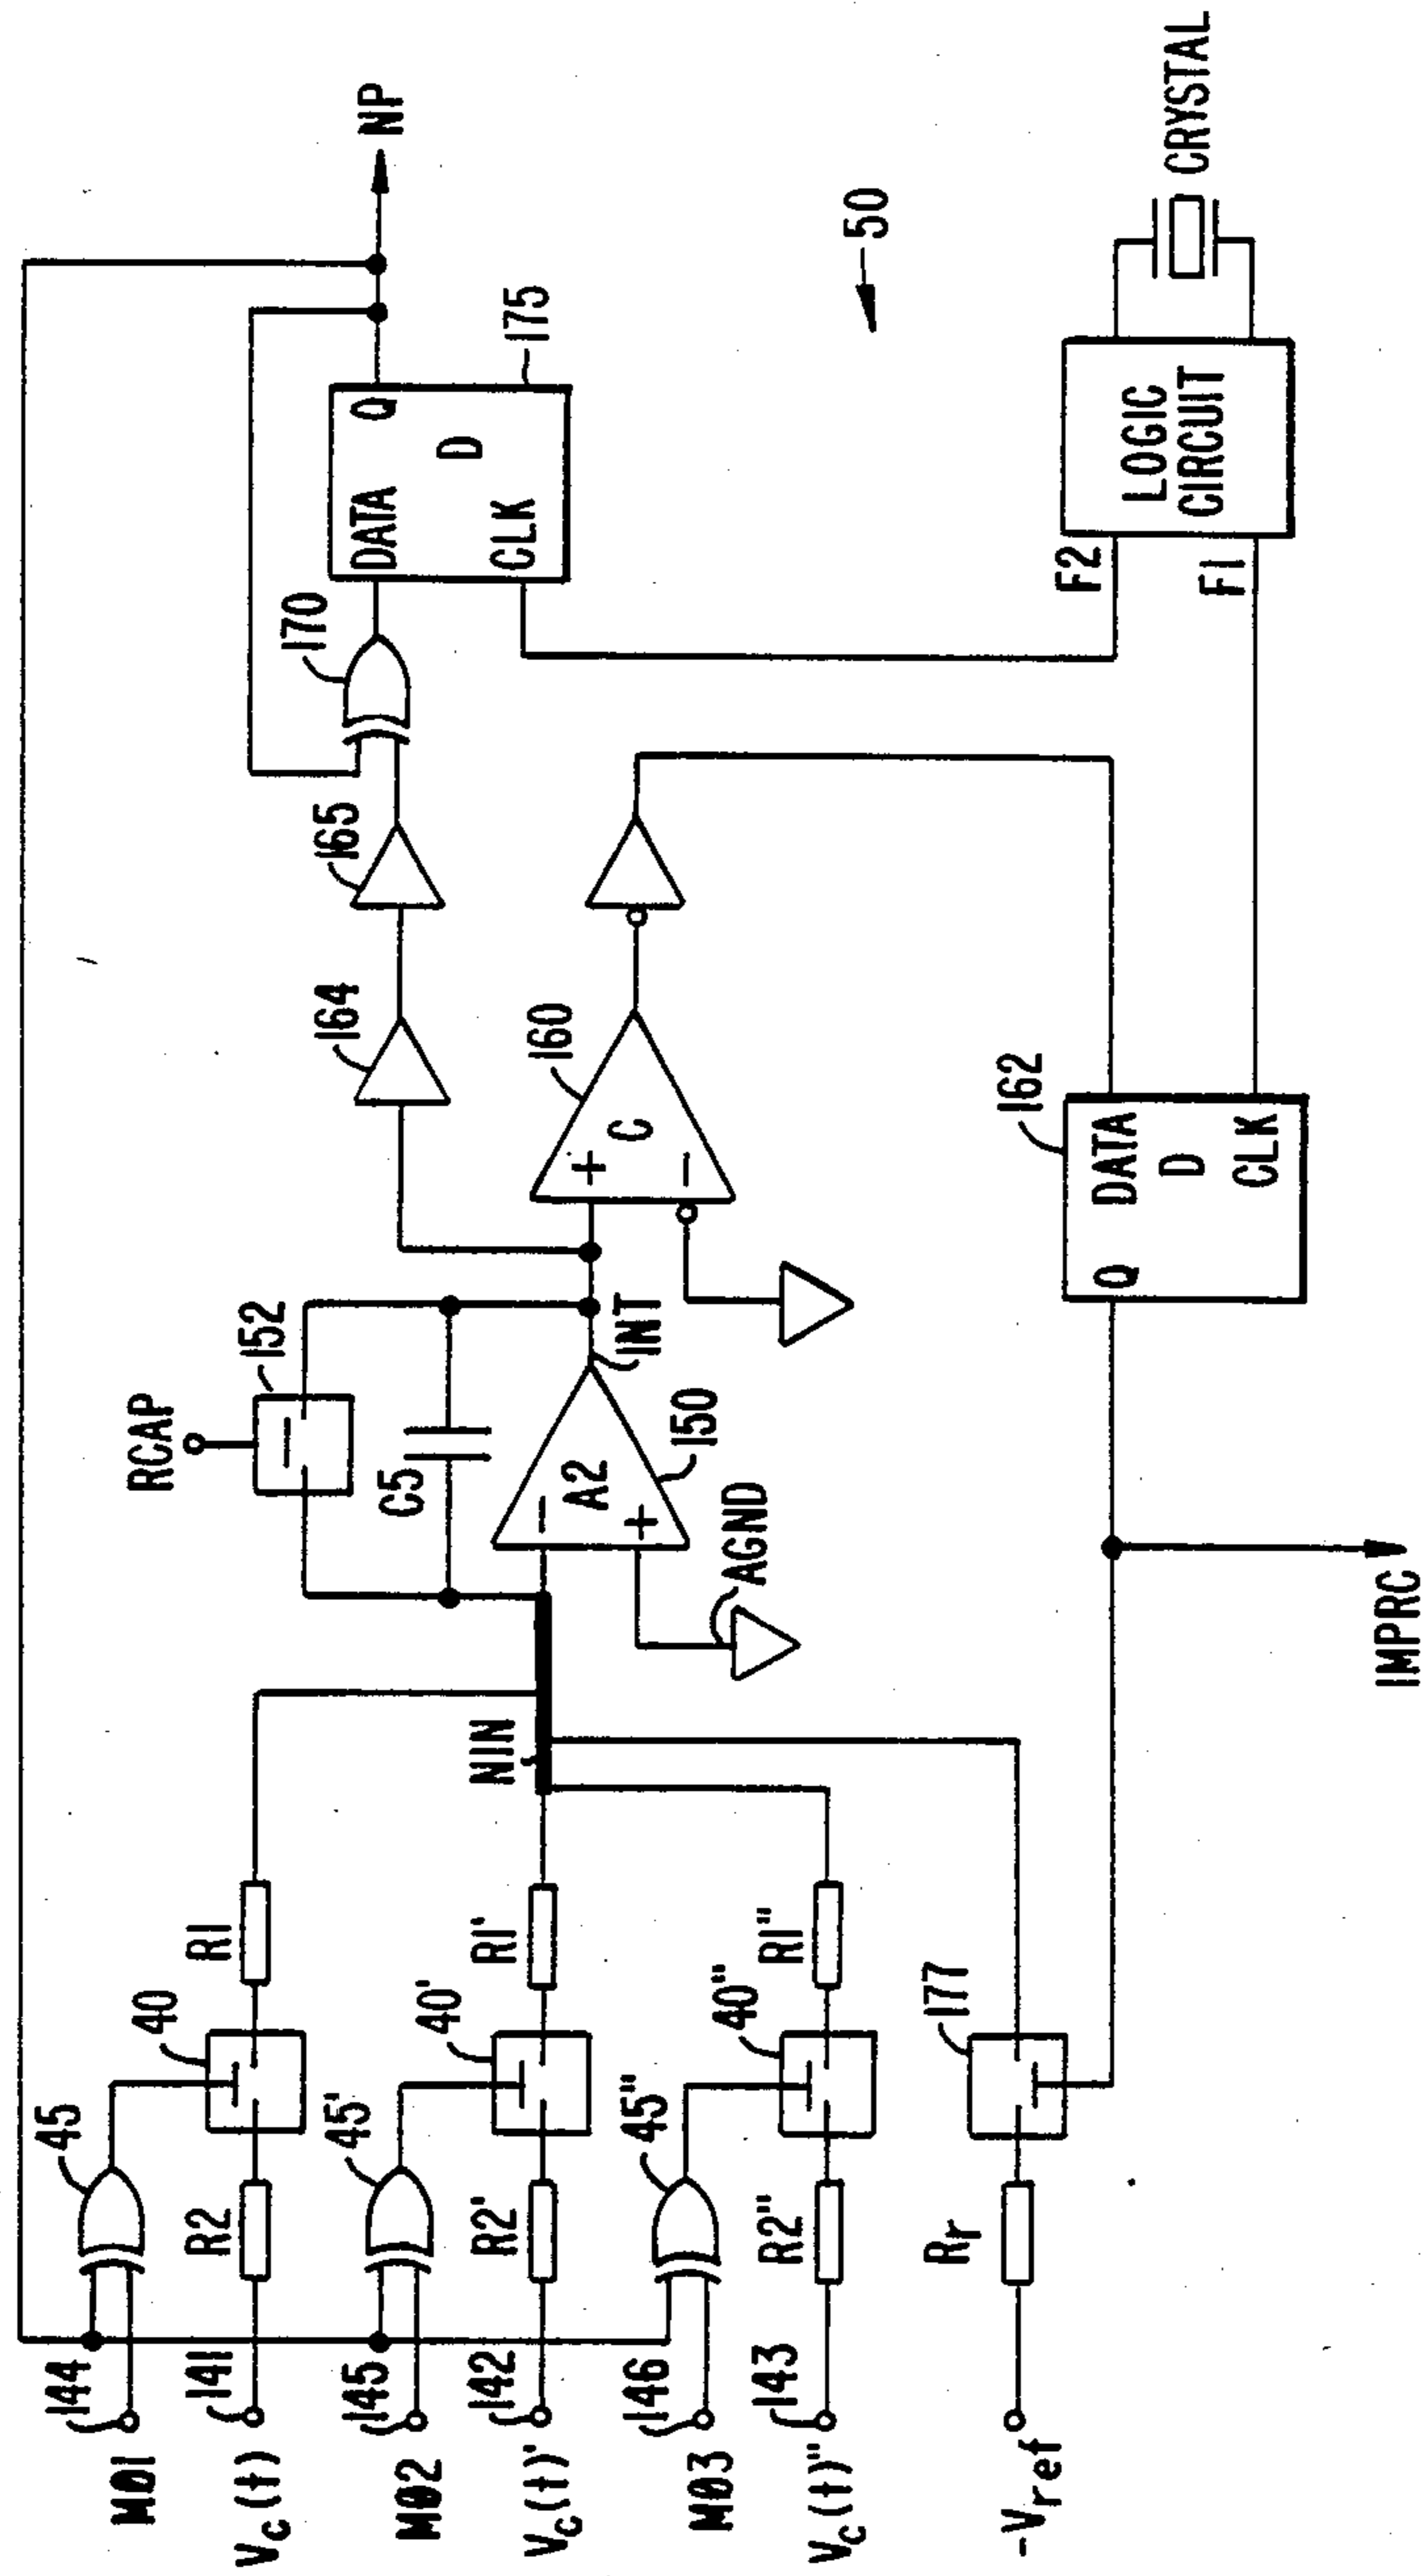 MØ1
144
45
Vc(t)
141
R2
40
R1
MØ2
145
45'
Vc(t)'
142
R2'
40'
R1'
MØ3
146
45"
Vc(t)"
143
R2"
40"
R1"
-Vref
Rr
177
NIN
RCAP
152
C5
A2
+
150
AGND
INT
160
C
+
164
165
170
DATA
Q
D
CLK
175
NP
50
162
DATA
D
CLK
Q
IMPRC
F2
F1
LOGIC
CIRCUIT
CRYSTAL